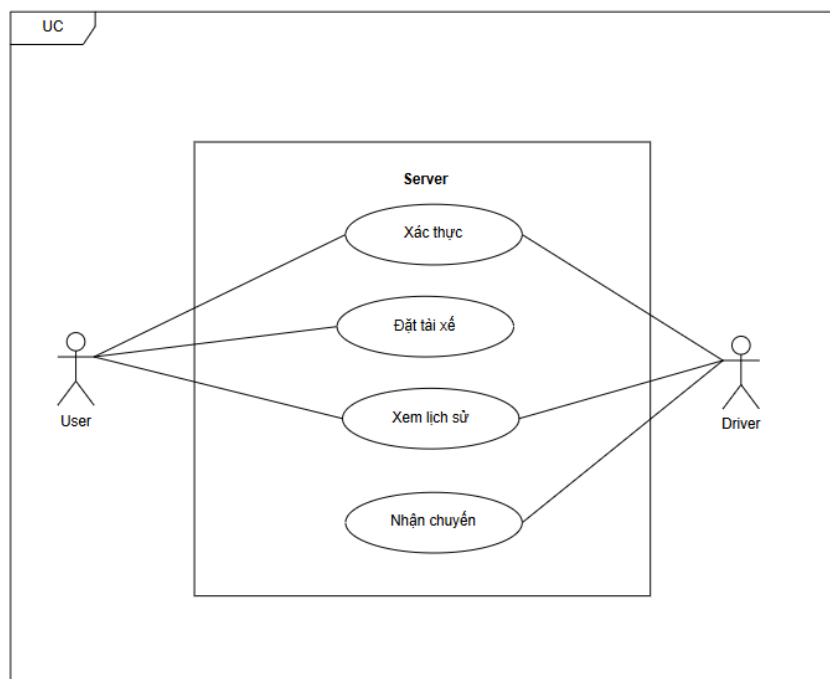 UC
Server
Xác thực
Đặt tài xế
Xem lịch sử
Nhận chuyến
User
Driver